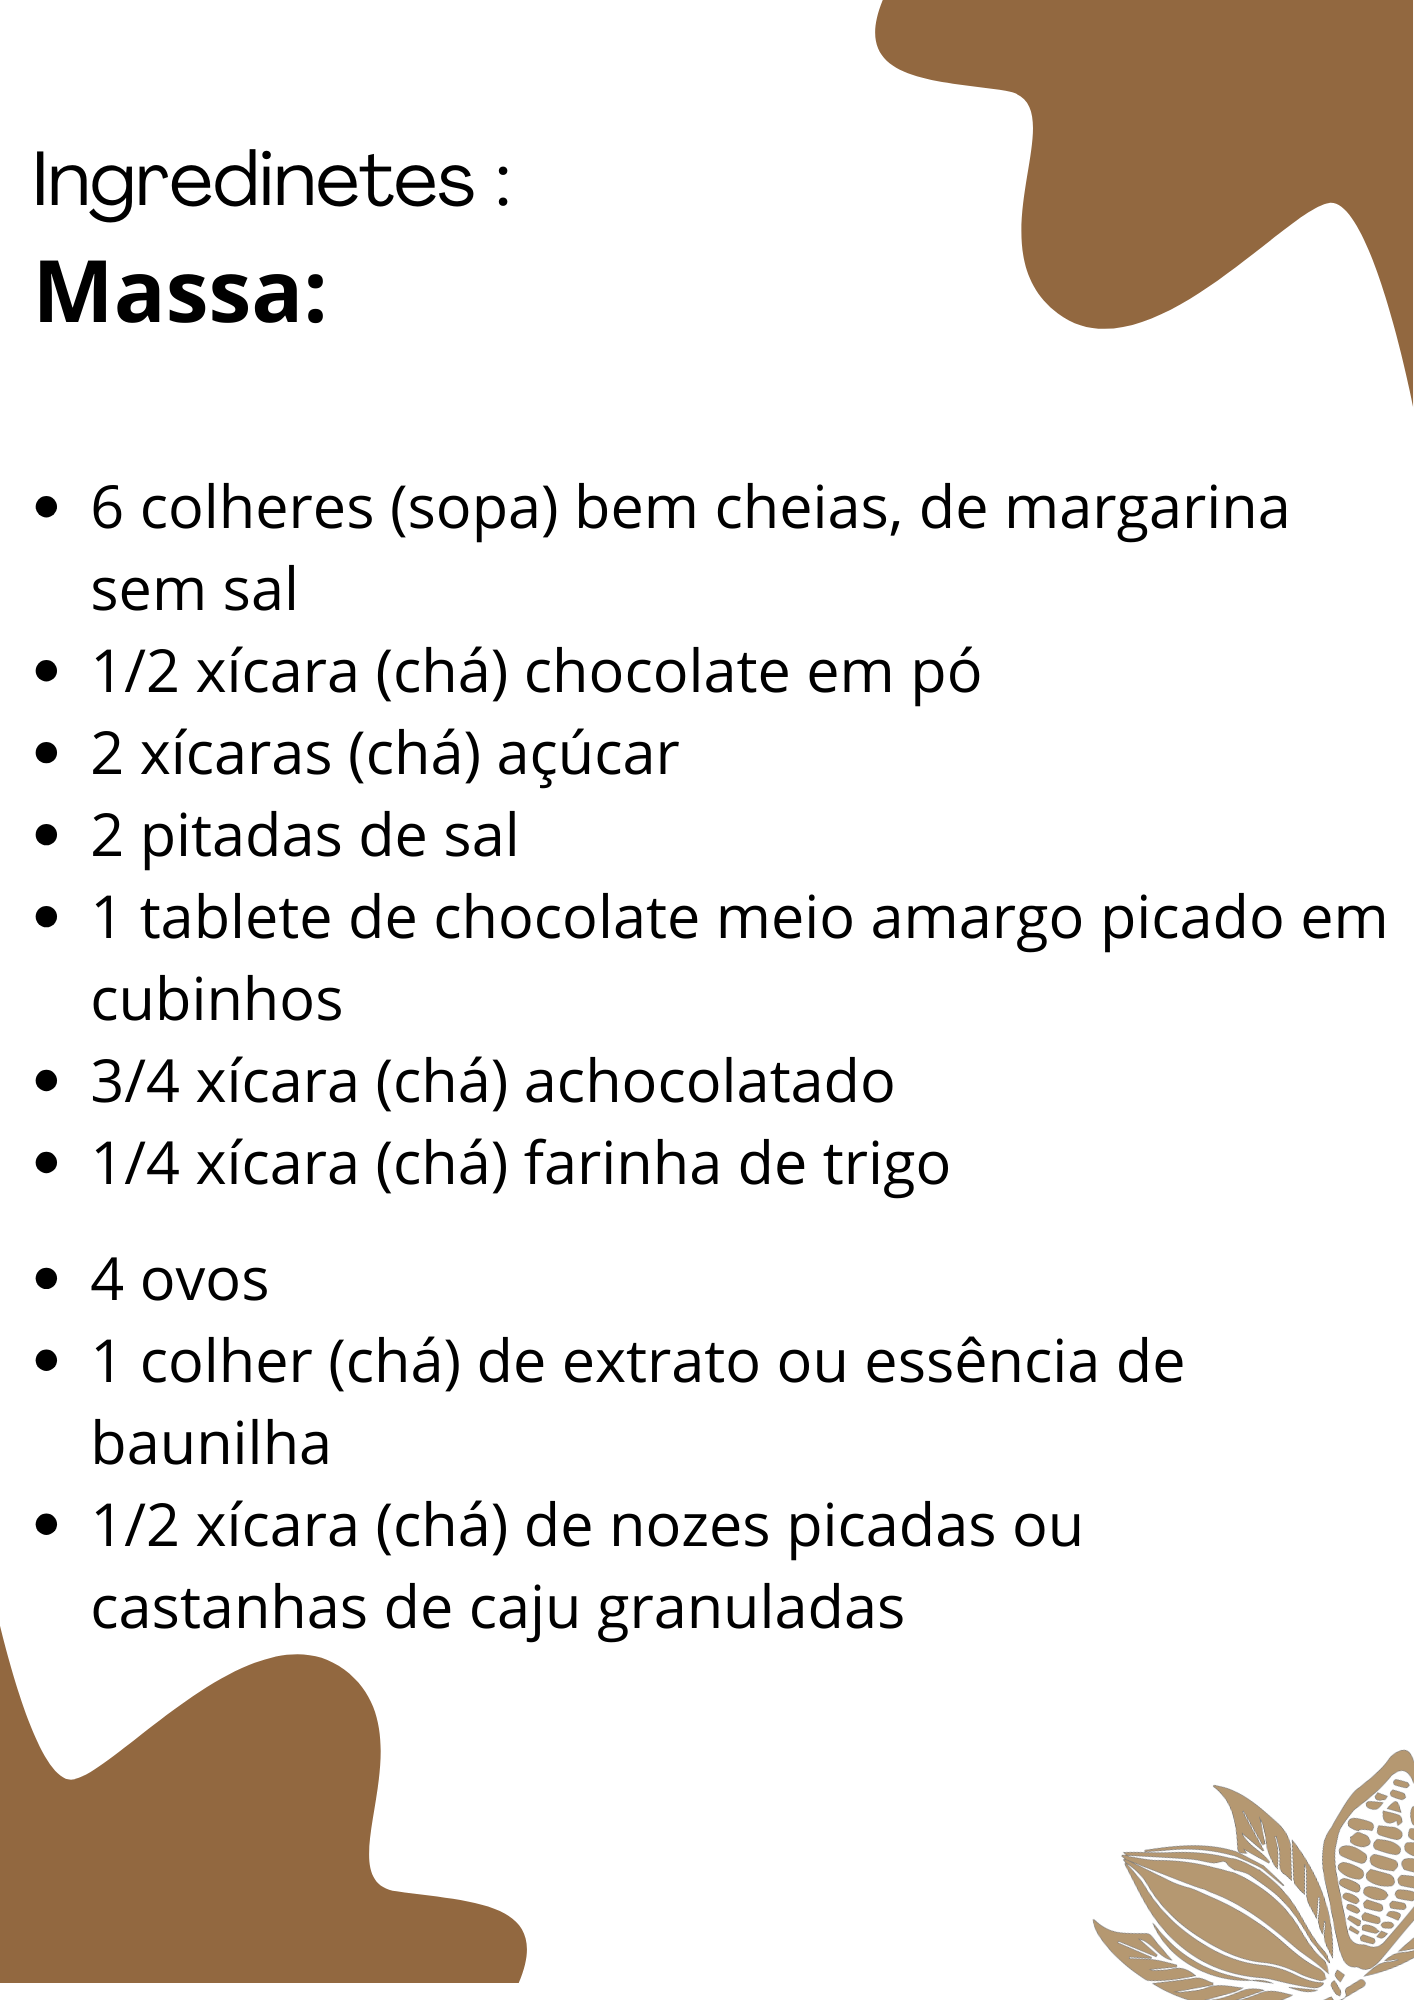 Ingredinetes :
Massa:
• 6 colheres (sopa) bem cheias, de margarina
sem sal
• 1/2 xícara (chá) chocolate em pó
• 2 xícaras (chá) açúcar
• 2 pitadas de sal
• 1 tablete de chocolate meio amargo picado em
cubinhos
• 3/4 xícara (chá) achocolatado
• 1/4 xícara (chá) farinha de trigo
• 4 ovos
• 1 colher (chá) de extrato ou essência de
baunilha
• 1/2 xícara (chá) de nozes picadas ou
castanhas de caju granuladas